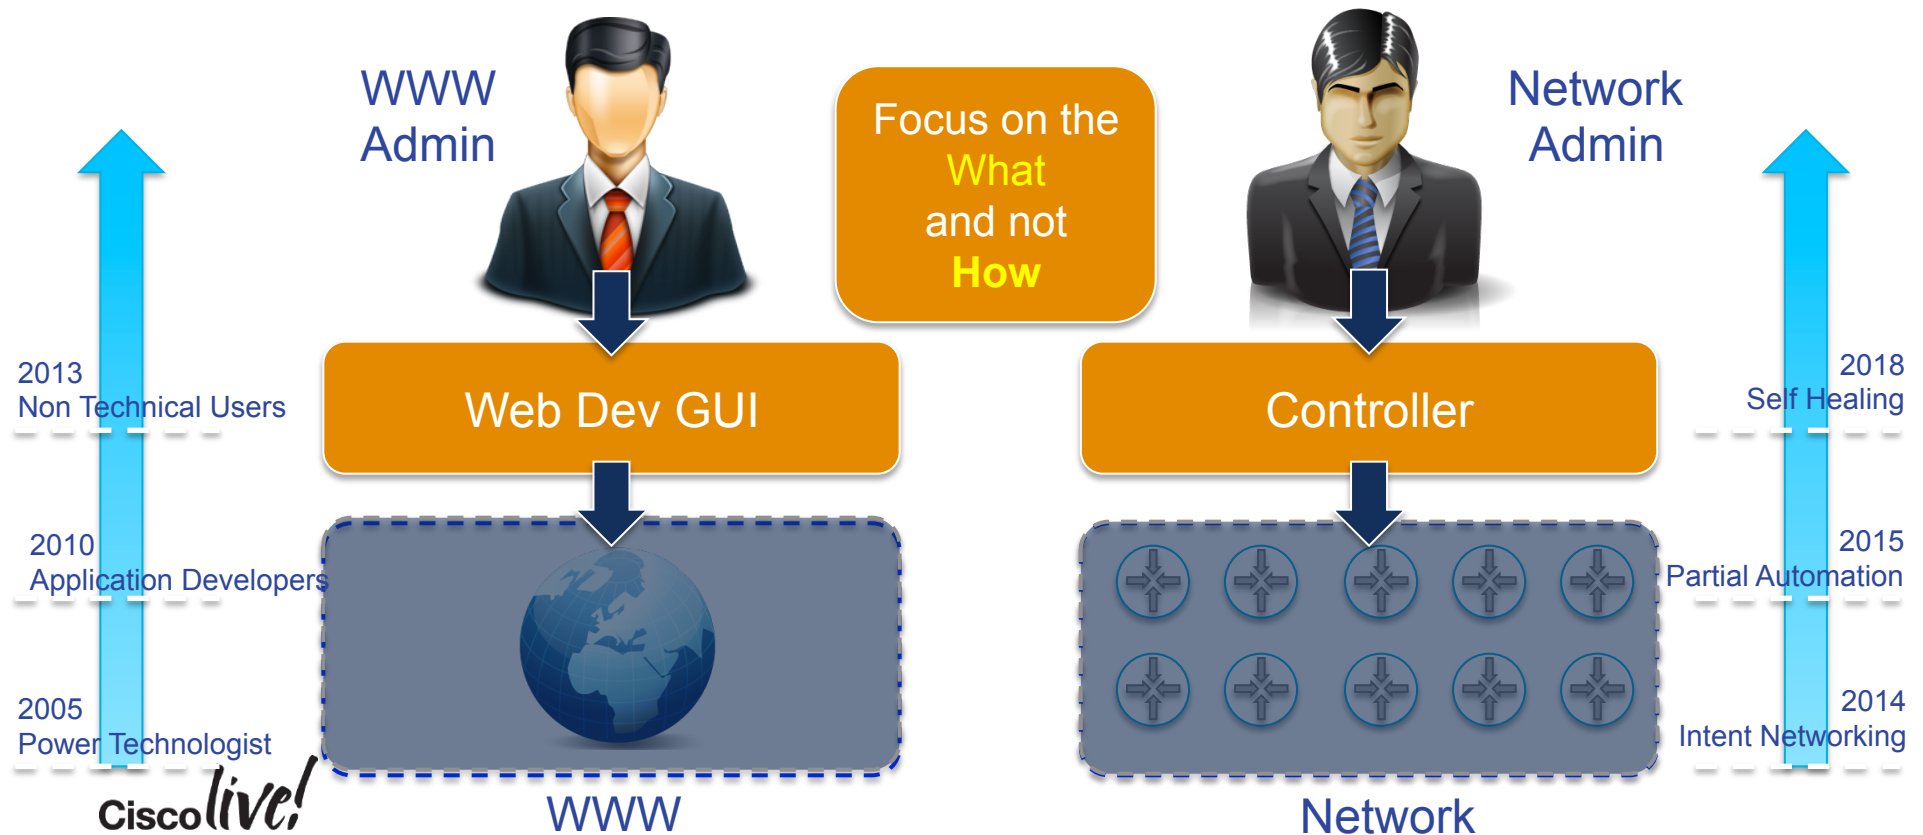 WWW
Admin
Focus on the
What
and not
How
Network
Admin
2013
Non Technical Users
Web Dev GUI
Controller
2018
Self Healing
2010
Application Developers
2015
Partial Automation
2005
Power Technologist
2014
Intent Networking
Cisco live!
WWW
Network